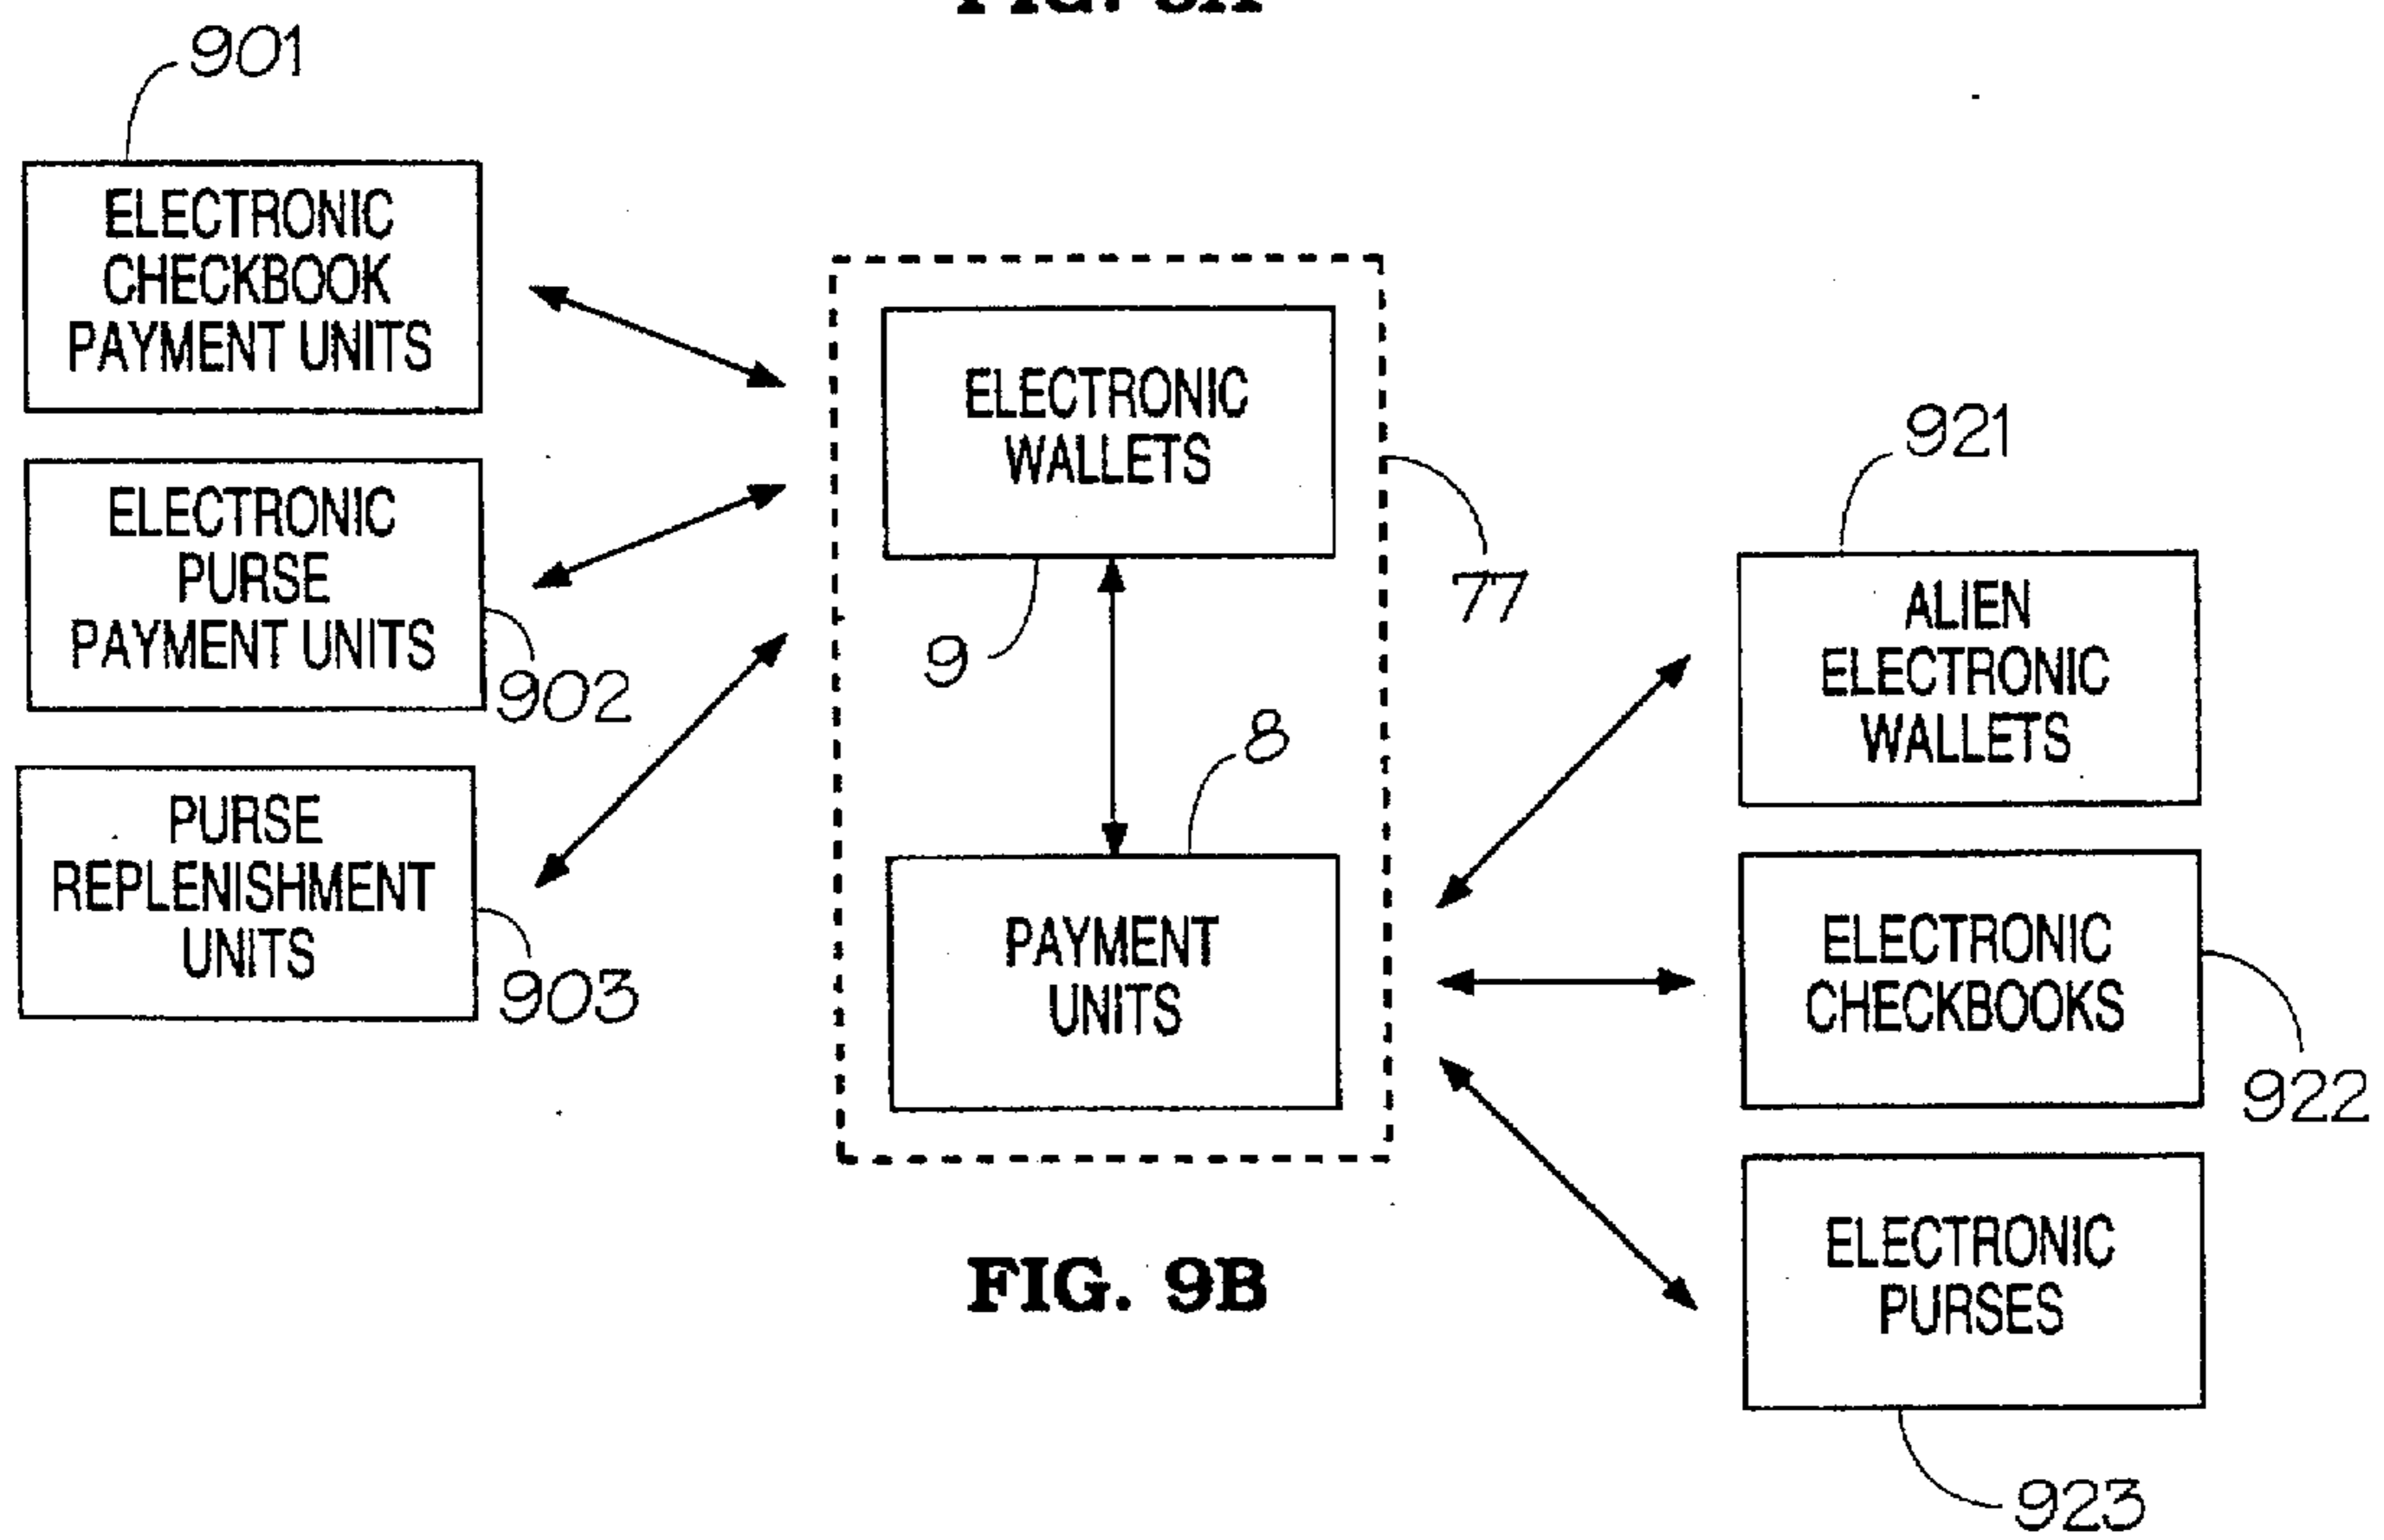 901
ELECTRONIC
CHECKBOOK
PAYMENT UNITS
ELECTRONIC
PURSE
PAYMENT UNITS
902
PURSE
REPLENISHMENT
UNITS
903
ELECTRONIC
WALLETS
77
9
8
PAYMENT
UNITS
921
ALIEN
ELECTRONIC
WALLETS
ELECTRONIC
CHECKBOOKS
922
ELECTRONIC
PURSES
923
FIG. 9B